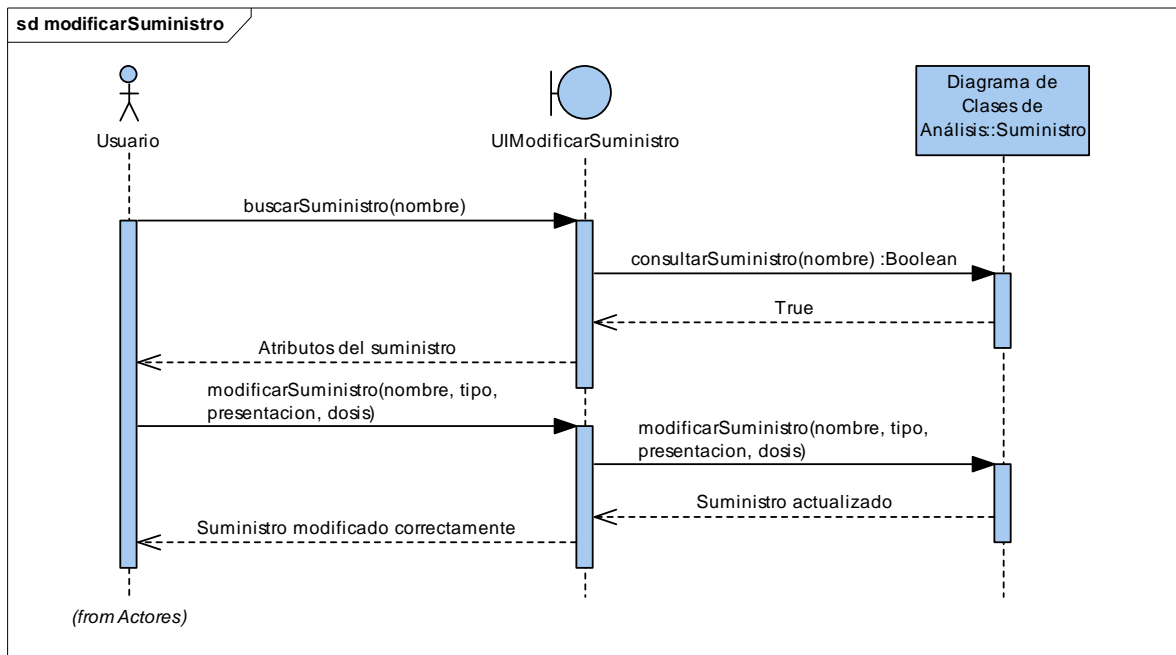 sd modificarSuministro
Usuario
UIModificarSuministro
Diagrama de
Clases de
Análisis::Suministro
buscarSuministro(nombre)
consultarSuministro(nombre) :Boolean
True
Atributos del suministro
modificarSuministro(nombre, tipo,
presentacion, dosis)
modificarSuministro(nombre, tipo,
presentacion, dosis)
Suministro actualizado
Suministro modificado correctamente
(from Actores)